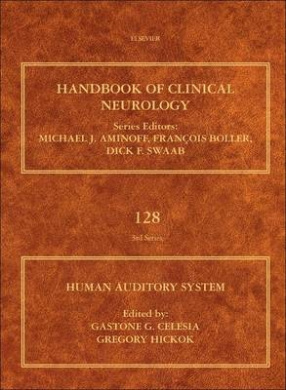 ELSEVIER
HANDBOOK OF CLINICAL
NEUROLOGY
Series Editors:
MICHAEL J. AMINOFF, FRANÇOIS BOLLER,
DICK F. SWAAB
128
3rd Series
HUMAN AUDITORY SYSTEM
Edited by:
GASTONE G. CELESIA
GREGORY HICKOK